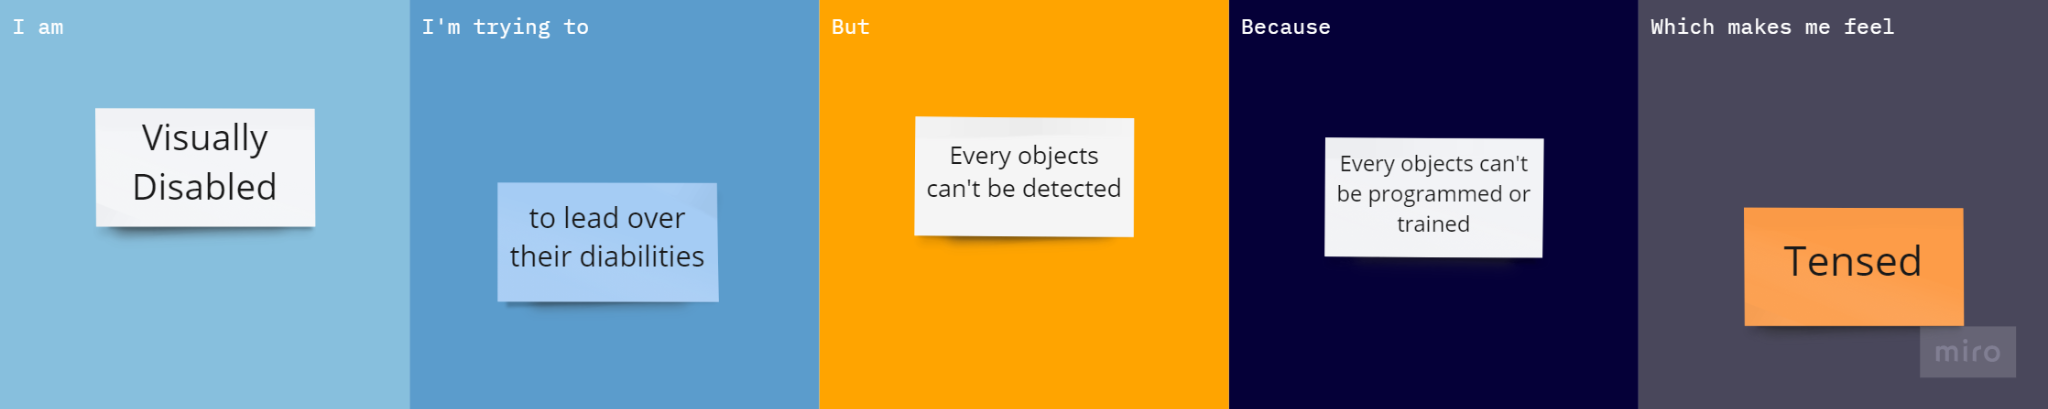 I am
Visually
Disabled
I'm trying to
to lead over
their diabilities
But
Every objects
can't be detected
Because
Every objects can't
be programmed or
trained
Which makes me feel
Tensed
miro